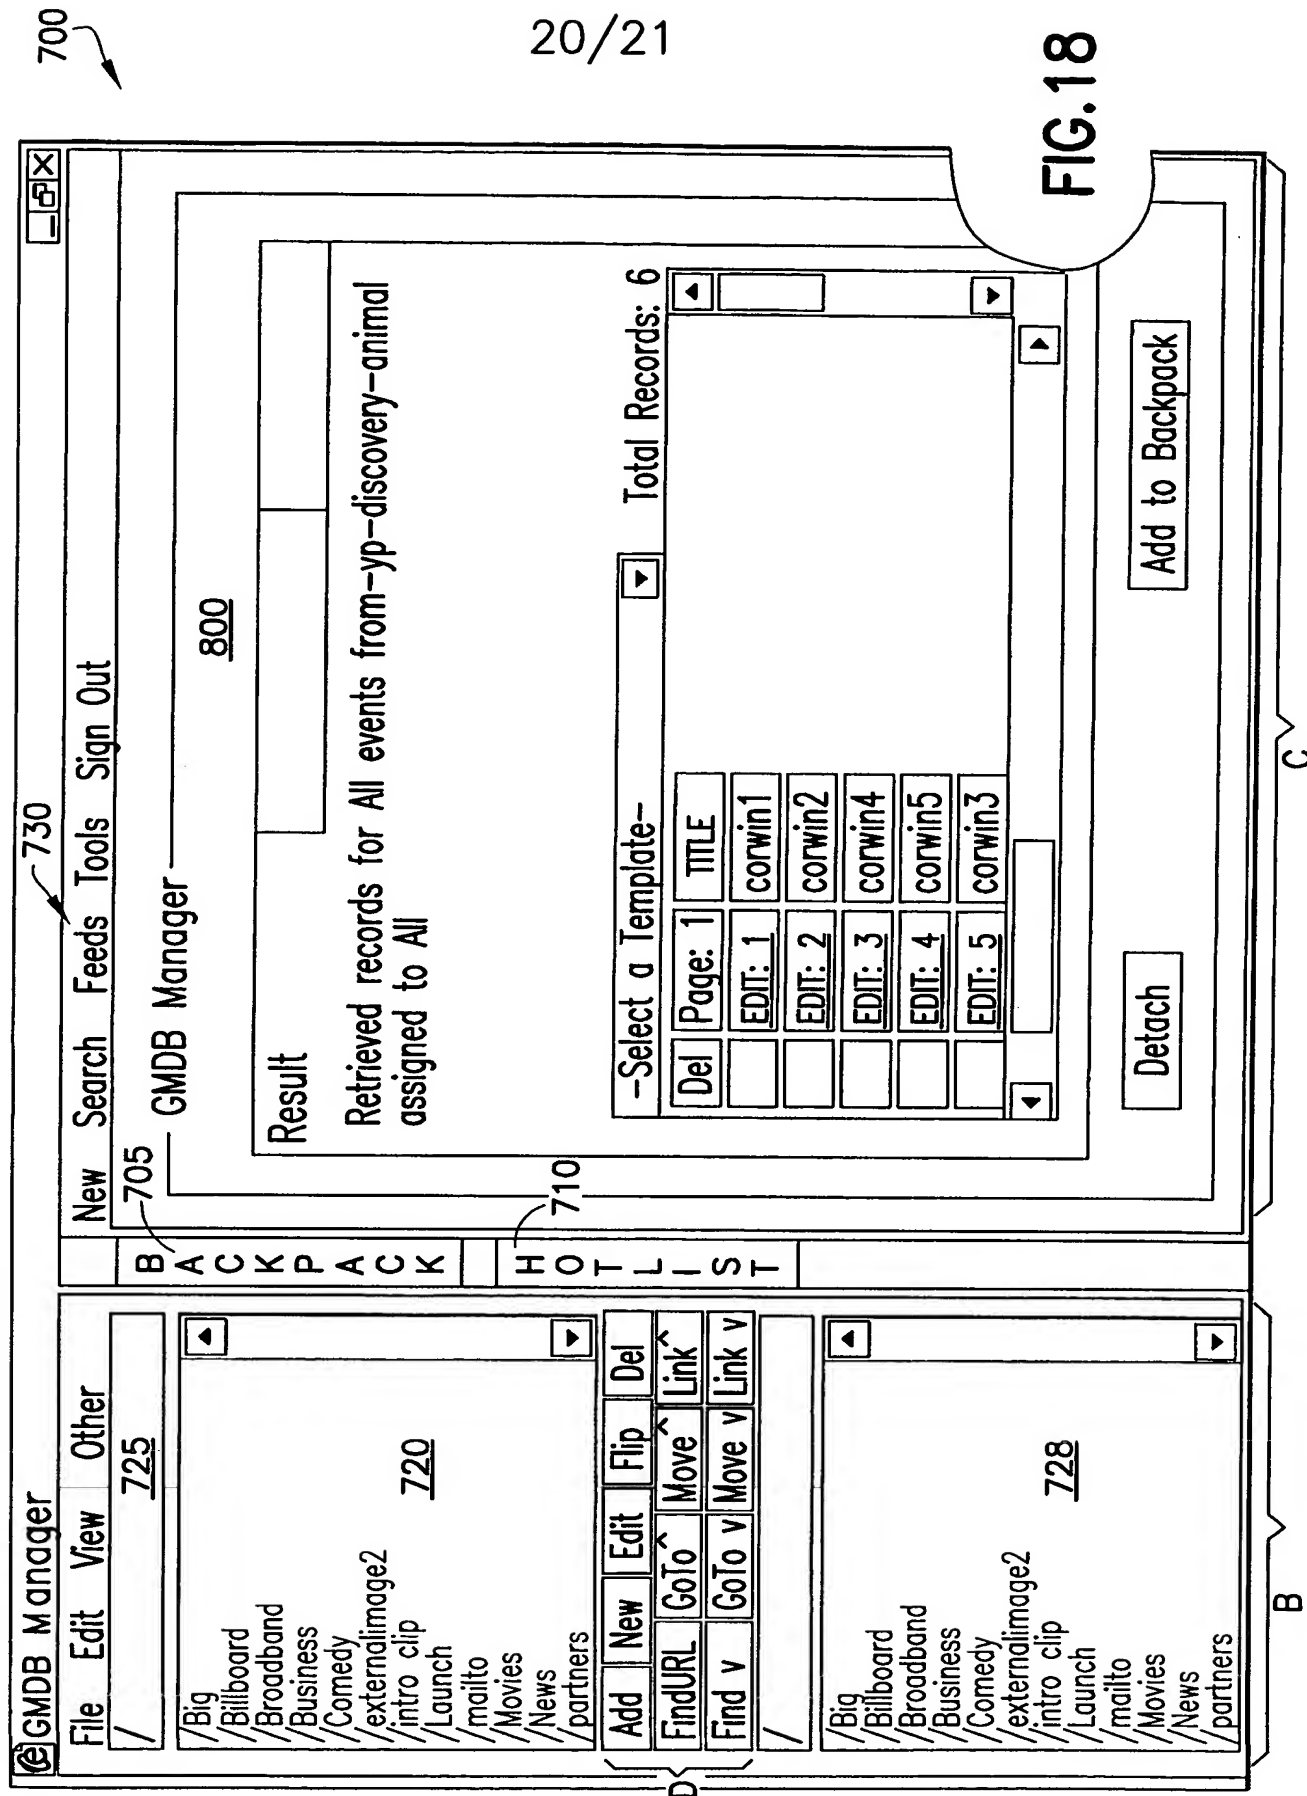 20/21
700
GMDB Manager
File Edit View Other
/ 725
/Big
/Billboard
/Broadband
/Business
/Comedy
/externalimage2
/intro clip
/Launch
/mailto
/Movies
/News
/partners
720
Add New Edit Flip Del
FindURL GoTo ^ Move ^ Link ^
Find v GoTo v Move v Link v
D
/
/Big
/Billboard
/Broadband
/Business
/Comedy
/externalimage2
/intro clip
/Launch
/mailto
/Movies
/News
/partners
728
B
BACKPACK
705
HOTLIST
710
730
New Search Feeds Tools Sign Out
GMDB Manager
800
Result
Retrieved records for All events from-yp-discovery-animal
assigned to All
-Select a Template- Total Records: 6
Del Page: 1 TITLE
EDIT: 1 corwin1
EDIT: 2 corwin2
EDIT: 3 corwin4
EDIT: 4 corwin5
EDIT: 5 corwin3
Detach Add to Backpack
C
FIG.18